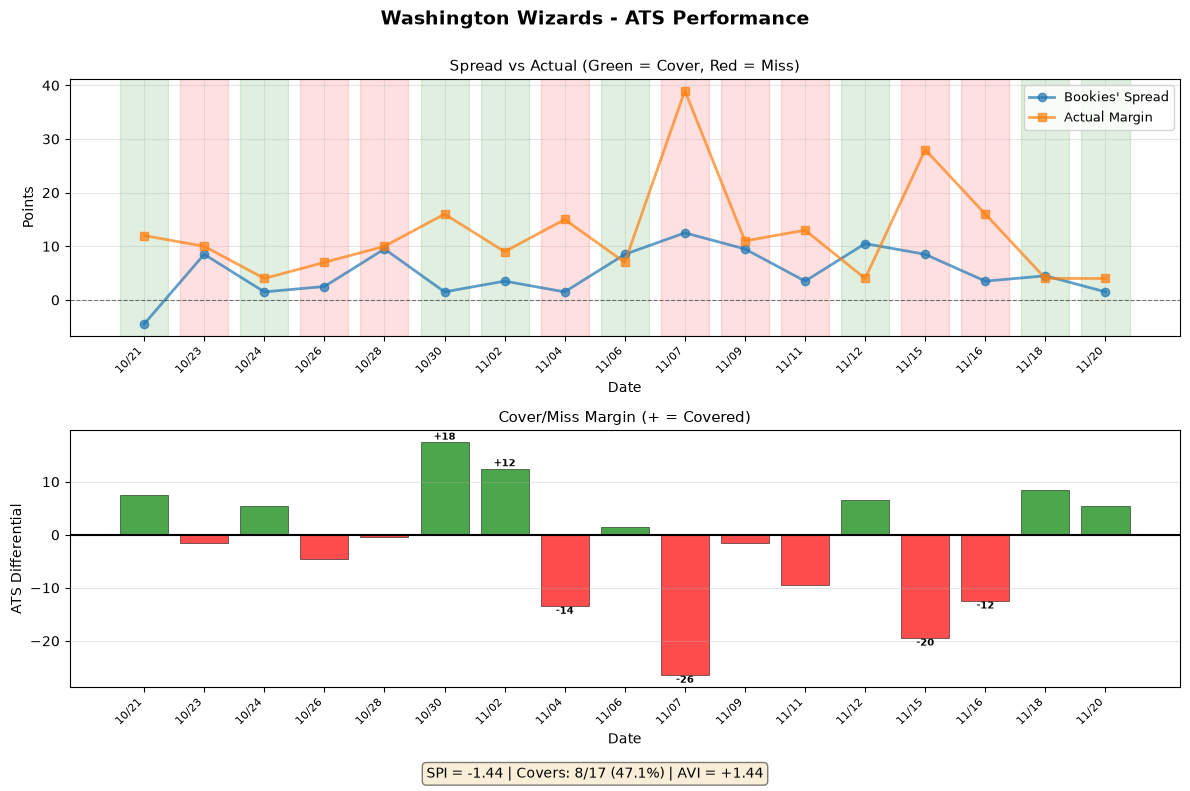 Washington Wizards - ATS Performance
Spread vs Actual (Green = Cover, Red = Miss)
Points
40
30
20
10
0
Bookies' Spread
Actual Margin
10/21 10/23 10/24 10/26 10/28 10/30 11/02 11/04 11/06 11/07 11/09 11/11 11/12 11/15 11/16 11/18 11/20
Date
Cover/Miss Margin (+ = Covered)
ATS Differential
10
0
−10
−20
+18 +12 -14 -26 -20 -12
10/21 10/23 10/24 10/26 10/28 10/30 11/02 11/04 11/06 11/07 11/09 11/11 11/12 11/15 11/16 11/18 11/20
Date
SPI = -1.44 | Covers: 8/17 (47.1%) | AVI = +1.44